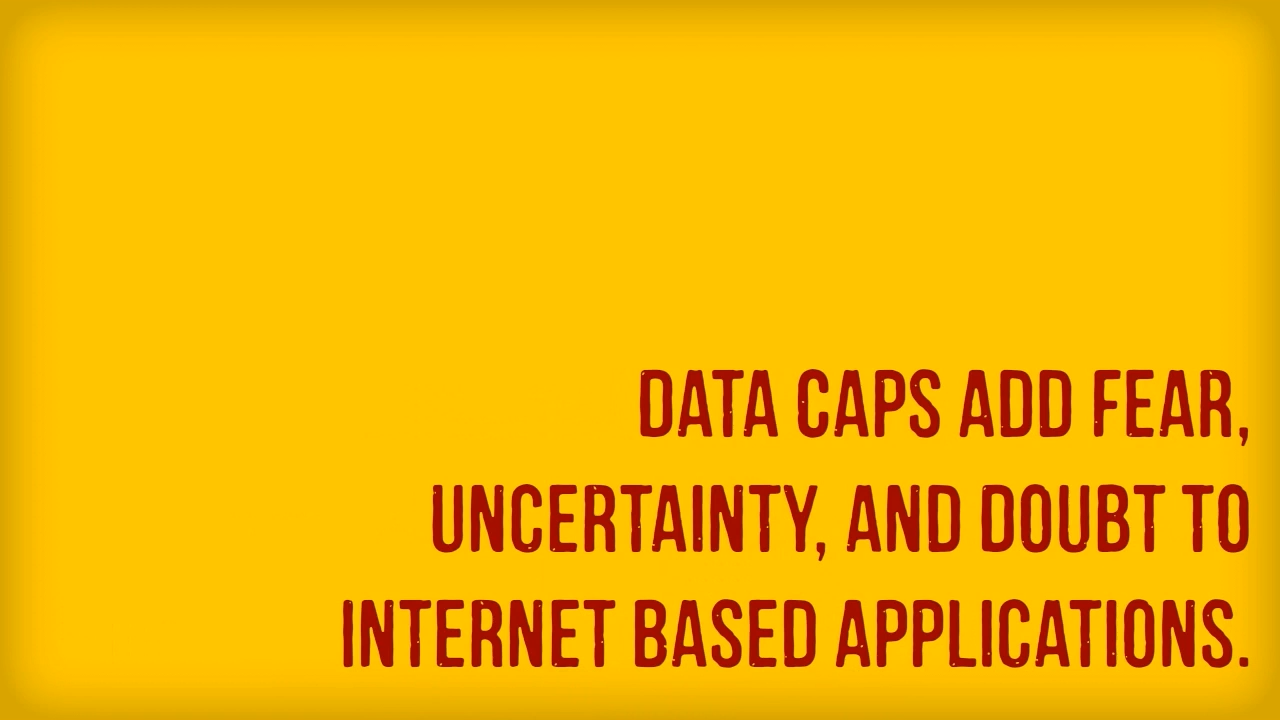 DATA CAPS ADD FEAR,
UNCERTAINTY, AND DOUBT TO
INTERNET BASED APPLICATIONS.